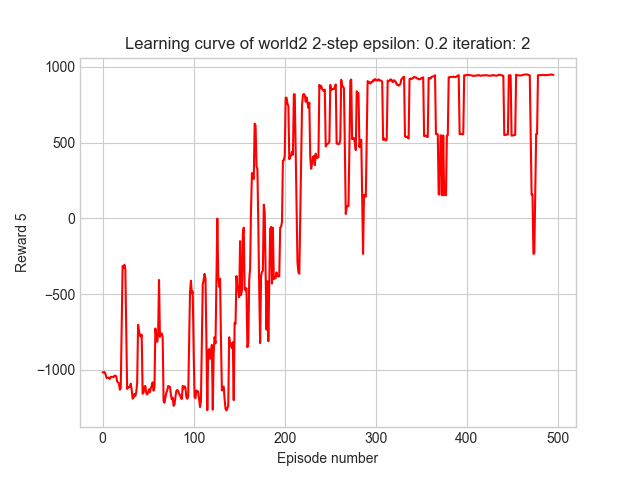 Learning curve of world2 2-step epsilon: 0.2 iteration: 2
1000
500
0
−500
−1000
Reward 5
0 100 200 300 400 500
Episode number